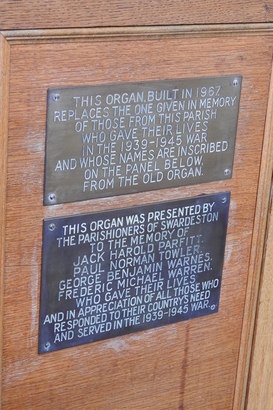 THIS ORGAN, BUILT IN 1967,
REPLACES THE ONE GIVEN IN MEMORY
OF THOSE FROM THIS PARISH
WHO GAVE THEIR LIVES
IN THE 1939-1945 WAR
AND WHOSE NAMES ARE INSCRIBED
ON THE PANEL BELOW,
FROM THE OLD ORGAN.
THIS ORGAN WAS PRESENTED BY
THE PARISHIONERS OF SWARDESTON
TO THE MEMORY OF
JACK HAROLD PARFITT.
PAUL NORMAN TOWLER.
GEORGE BENJAMIN WARNES.
FREDERIC MICHAEL WARREN.
WHO GAVE THEIR LIVES
AND IN APPRECIATION OF ALL THOSE WHO
RESPONDED TO THEIR COUNTRYS NEED
AND SERVED IN THE 1939-1945 WAR.